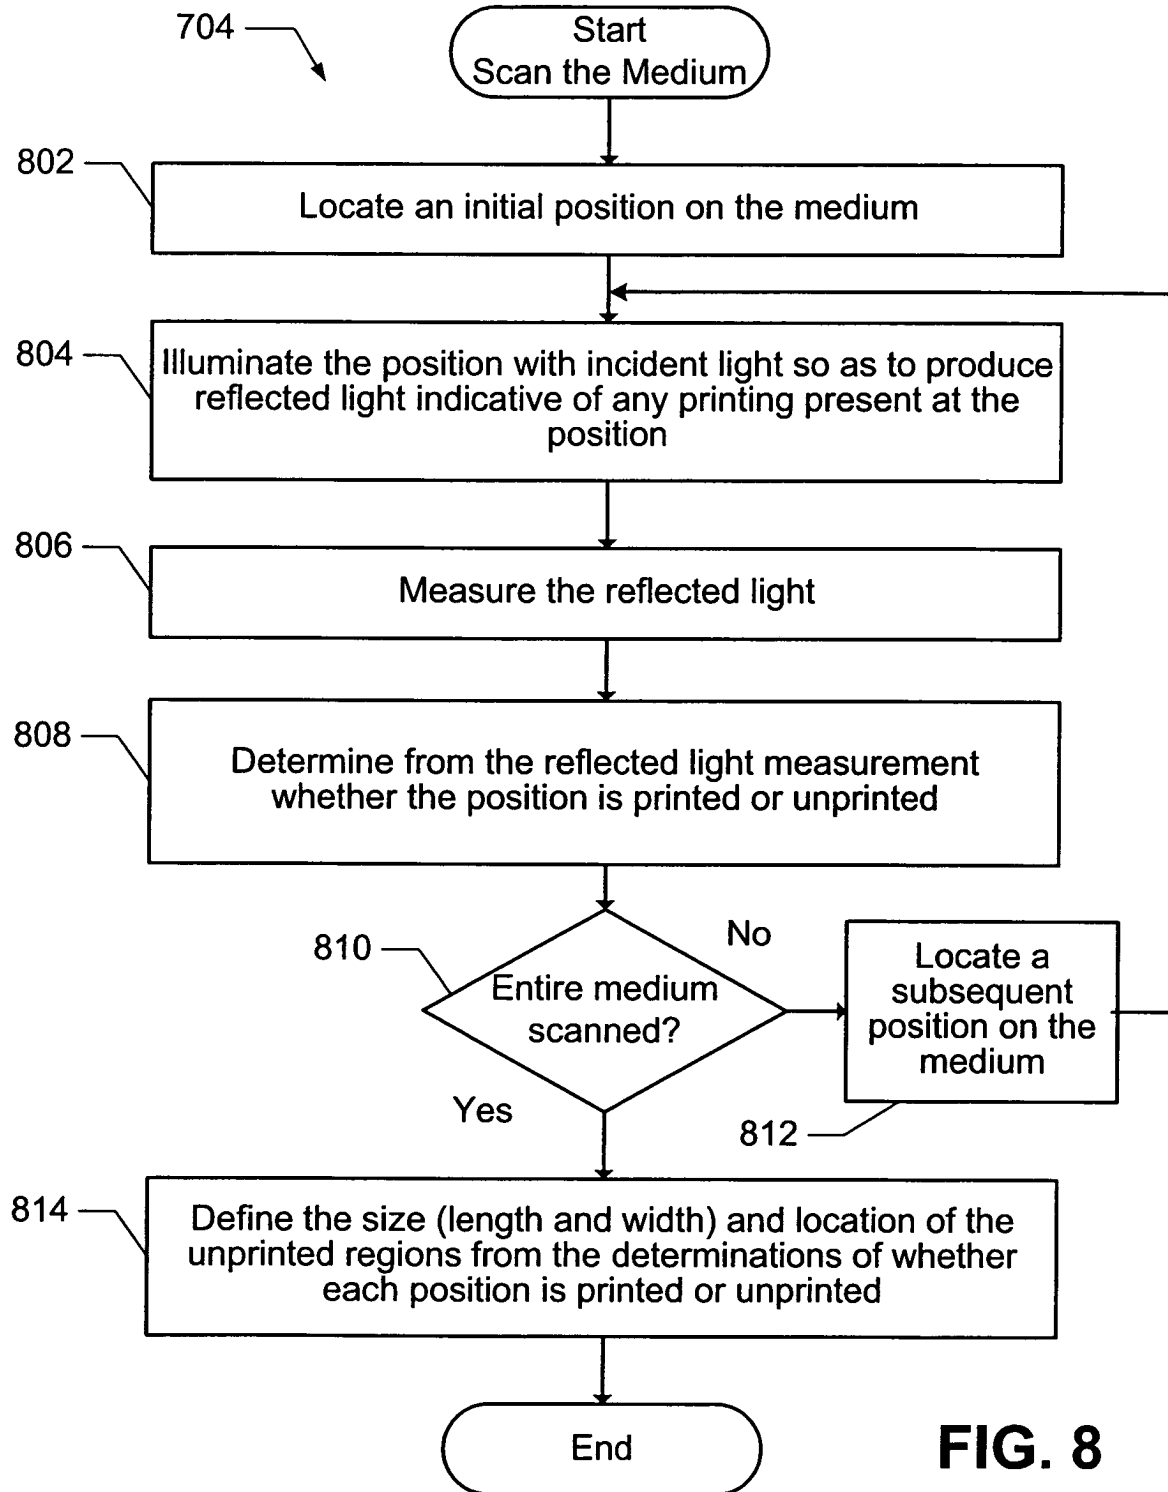 704
Start
Scan the Medium
802
Locate an initial position on the medium
804
Illuminate the position with incident light so as to produce
reflected light indicative of any printing present at the
position
806
Measure the reflected light
808
Determine from the reflected light measurement
whether the position is printed or unprinted
810
Entire medium
scanned?
No
Locate a
subsequent
position on the
medium
812
Yes
814
Define the size (length and width) and location of the
unprinted regions from the determinations of whether
each position is printed or unprinted
End
FIG. 8